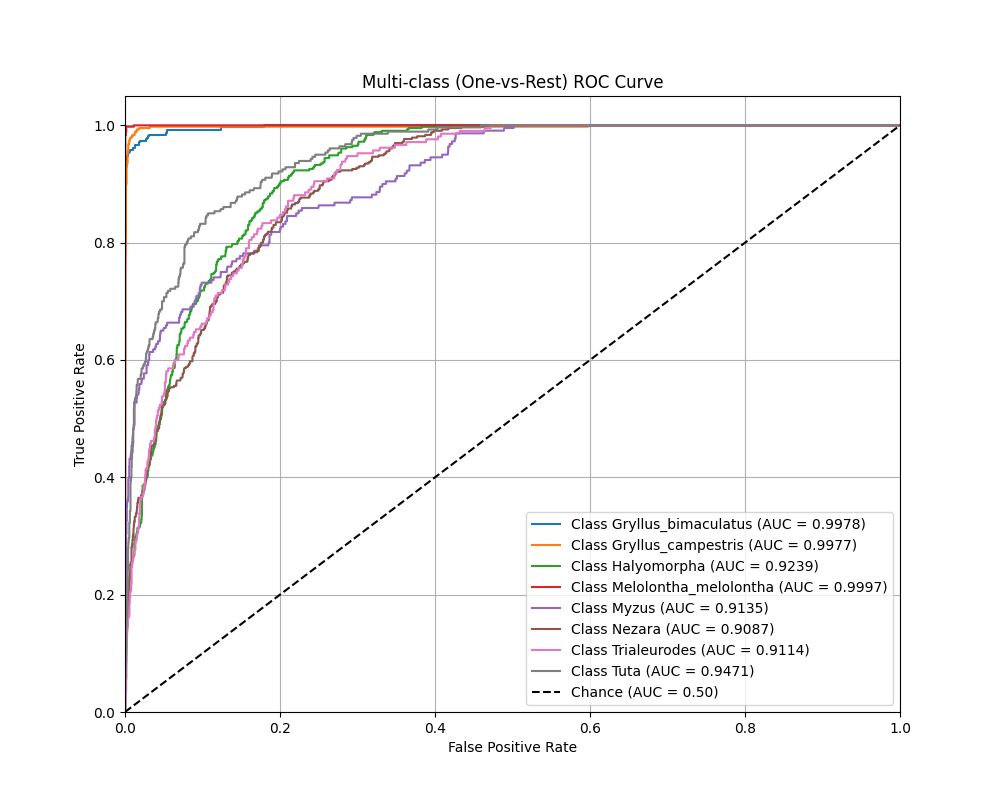 Multi-class (One-vs-Rest) ROC Curve
1.0
0.8
0.6
0.4
0.2
0.0
True Positive Rate
Class Gryllus_bimaculatus (AUC = 0.9978)
Class Gryllus_campestris (AUC = 0.9977)
Class Halyomorpha (AUC = 0.9239)
Class Melolontha_melolontha (AUC = 0.9997)
Class Myzus (AUC = 0.9135)
Class Nezara (AUC = 0.9087)
Class Trialeurodes (AUC = 0.9114)
Class Tuta (AUC = 0.9471)
Chance (AUC = 0.50)
0.0 0.2 0.4 0.6 0.8 1.0
False Positive Rate